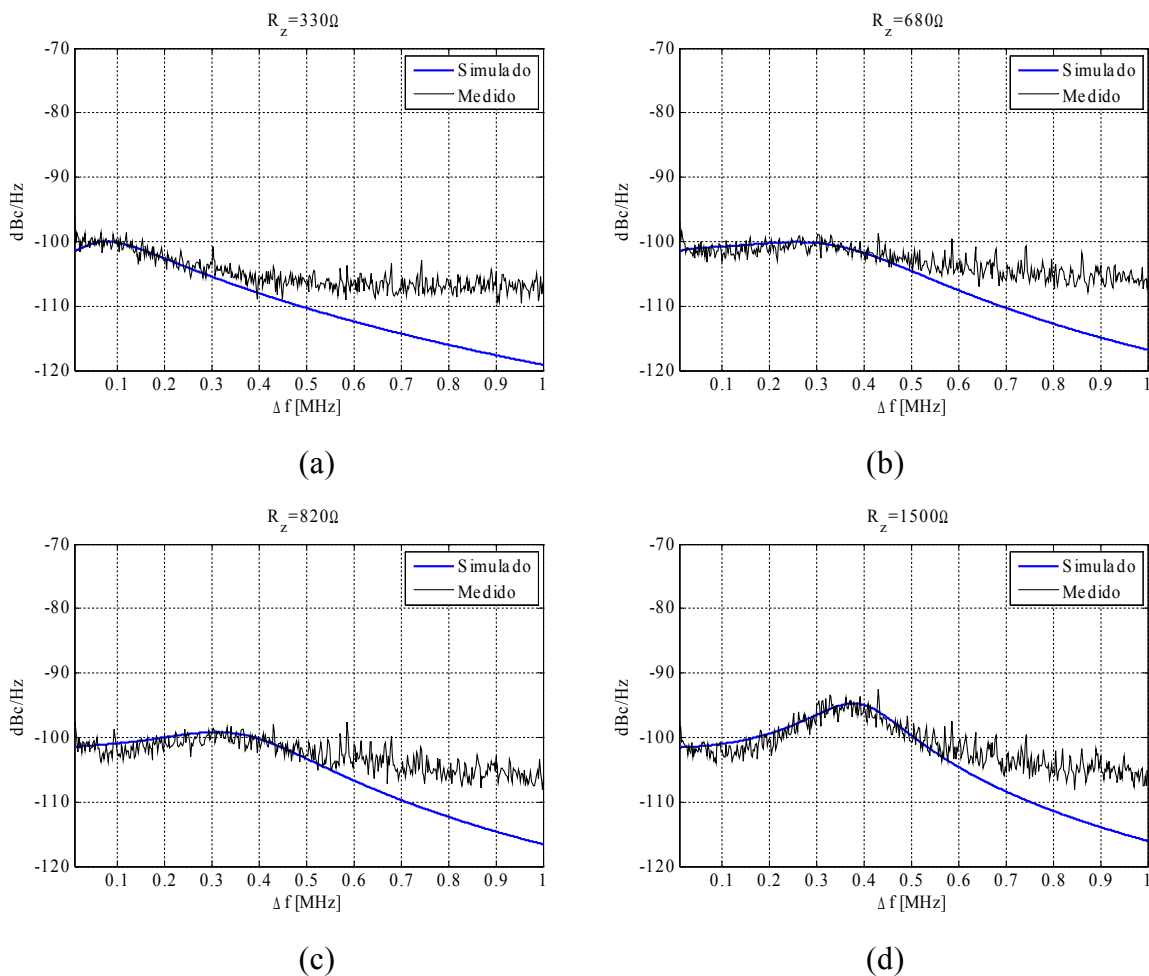 R_z=330Ω
-70
-80
-90
-100
-110
-120
dBc/Hz
Simulado
Medido
0.1 0.2 0.3 0.4 0.5 0.6 0.7 0.8 0.9 1
Δ f [MHz]
(a)
R_z=680Ω
-70
-80
-90
-100
-110
-120
dBc/Hz
Simulado
Medido
0.1 0.2 0.3 0.4 0.5 0.6 0.7 0.8 0.9 1
Δ f [MHz]
(b)
R_z=820Ω
-70
-80
-90
-100
-110
-120
dBc/Hz
Simulado
Medido
0.1 0.2 0.3 0.4 0.5 0.6 0.7 0.8 0.9 1
Δ f [MHz]
(c)
R_z=1500Ω
-70
-80
-90
-100
-110
-120
dBc/Hz
Simulado
Medido
0.1 0.2 0.3 0.4 0.5 0.6 0.7 0.8 0.9 1
Δ f [MHz]
(d)